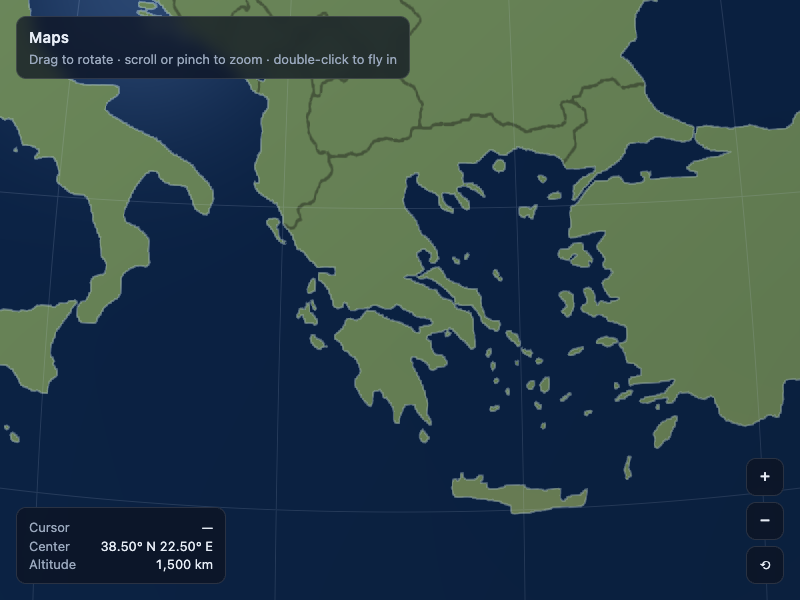 Maps
Drag to rotate · scroll or pinch to zoom · double-click to fly in
Cursor —
Center 38.50° N 22.50° E
Altitude 1,500 km
+
−
⟲